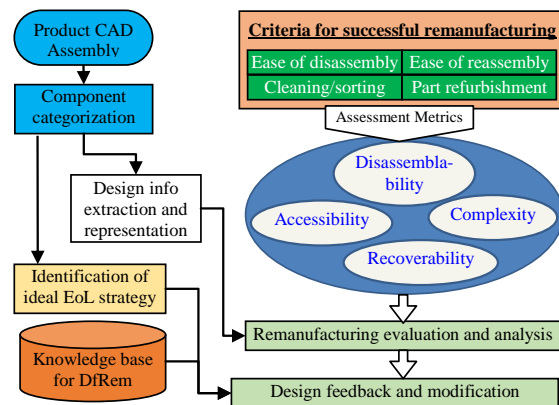 Product CAD
Assembly
Component
categorization
Design info
extraction and
representation
Identification of
ideal EoL strategy
Knowledge base
for DfRem
Criteria for successful remanufacturing
Ease of disassembly
Ease of reassembly
Cleaning/sorting
Part refurbishment
Assessment Metrics
Disassembla-
bility
Accessibility
Complexity
Recoverability
Remanufacturing evaluation and analysis
Design feedback and modification